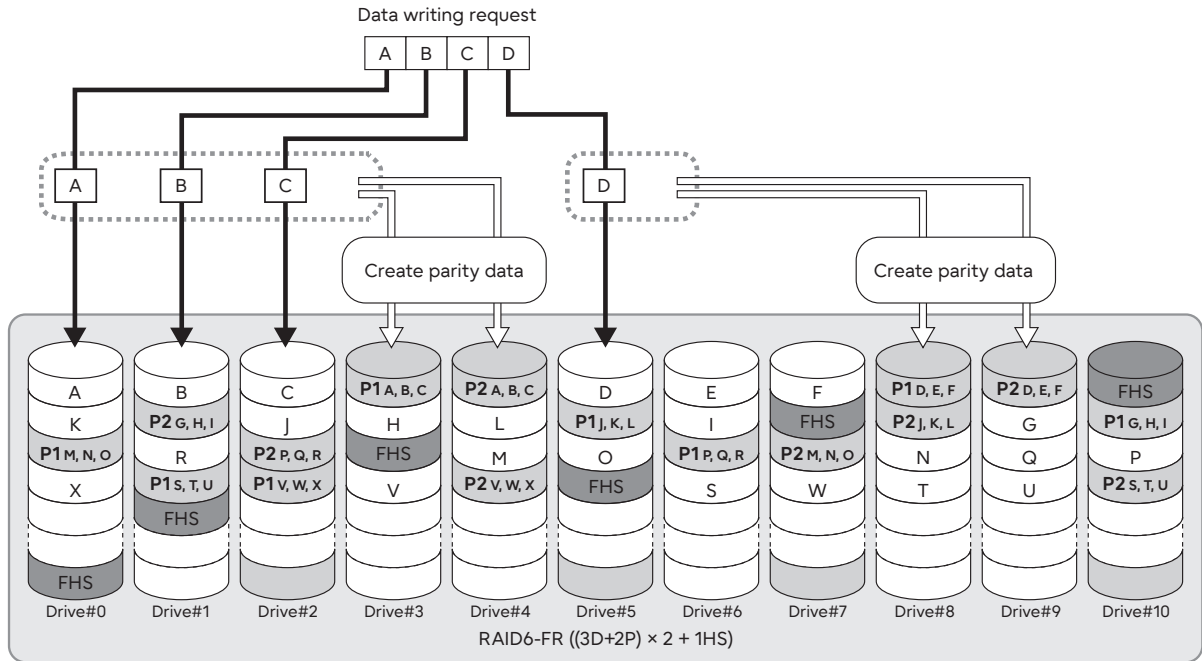 Data writing request
A B C D
A B C D
Create parity data Create parity data
A B C P1 A, B, C P2 A, B, C D E F P1 D, E, F P2 D, E, F FHS
K P2 G, H, I J H L P1 J, K, L I FHS P2 J, K, L G P1 G, H, I
P1 M, N, O R P2 P, Q, R FHS M O P1 P, Q, R P2 M, N, O N Q P
X P1 S, T, U P1 V, W, X V P2 V, W, X FHS S W T U P2 S, T, U
FHS
FHS
Drive#0 Drive#1 Drive#2 Drive#3 Drive#4 Drive#5 Drive#6 Drive#7 Drive#8 Drive#9 Drive#10
RAID6-FR ((3D+2P) × 2 + 1HS)